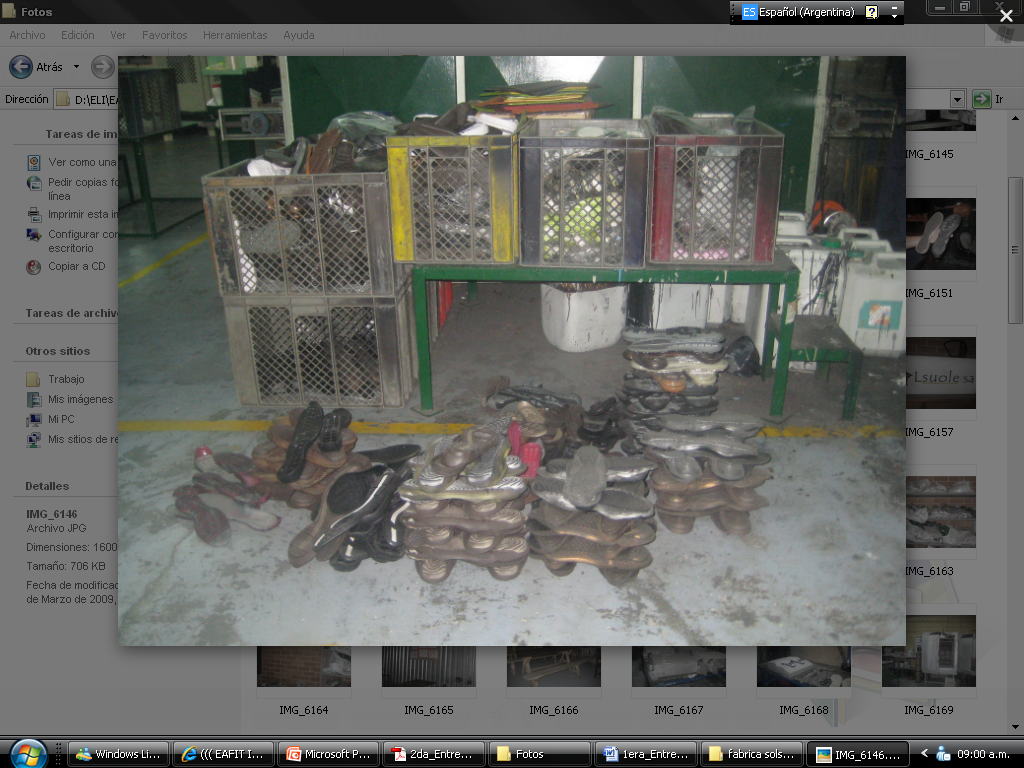 Fotos
ES Español (Argentina)
Archivo Edición Ver Favoritos Herramientas Ayuda
Atrás
Dirección D:\ELI\EA Ir
Tareas de im
Ver como una
Pedir copias fo
línea
Imprimir esta im
Configurar com
escritorio
Copiar a CD
Tareas de archivo
Otros sitios
Trabajo
Mis imágenes
Mi PC
Mis sitios de re
Detalles
IMG_6146
Archivo JPG
Dimensiones: 1600
Tamaño: 706 KB
Fecha de modificac
de Marzo de 2009,
IMG_6145
IMG_6151
Lsuole sa
IMG_6157
IMG_6163
IMG_6164 IMG_6165 IMG_6166 IMG_6167 IMG_6168 IMG_6169
Windows Li... ((( EAFIT I... Microsoft P... 2da_Entre... Fotos 1era_Entre... fabrica sols... IMG_6146.... 09:00 a.m.